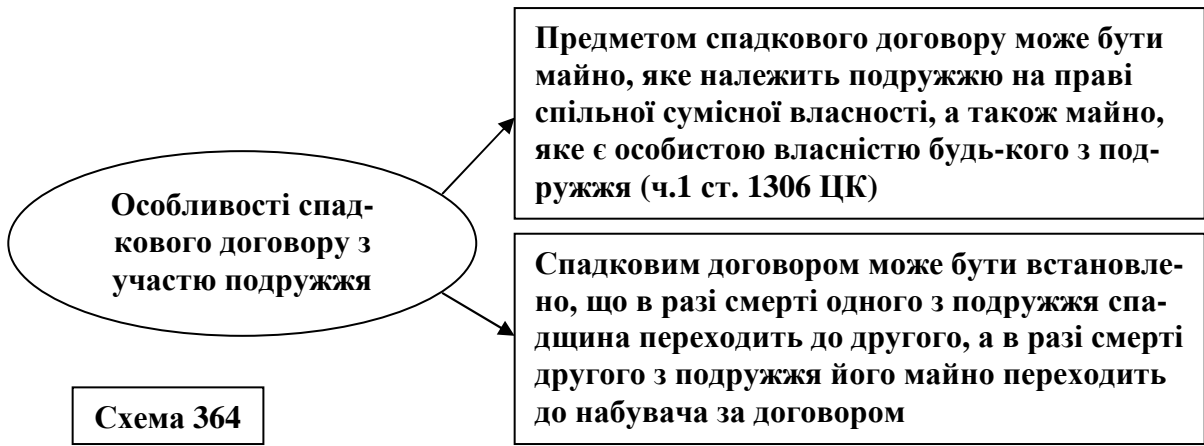 Особливості спад-
кового договору з
участю подружжя
Предметом спадкового договору може бути
майно, яке належить подружжю на праві
спільної сумісної власності, а також майно,
яке є особистою власністю будь-кого з под-
ружжя (ч.1 ст. 1306 ЦК)
Спадковим договором може бути встановле-
но, що в разі смерті одного з подружжя спа-
дщина переходить до другого, а в разі смерті
другого з подружжя його майно переходить
до набувача за договором
Схема 364